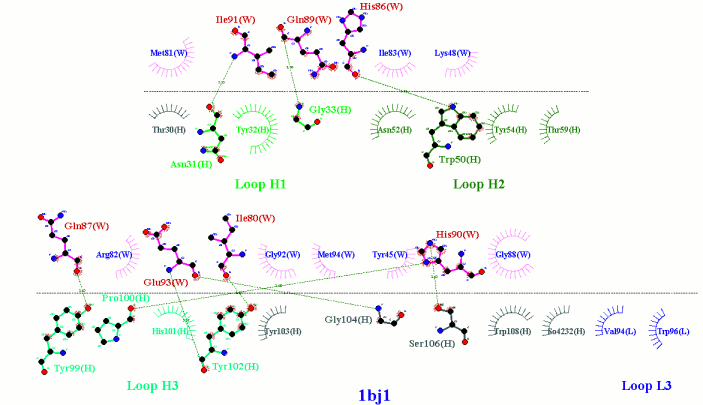 His86(W)
Ile91(W) Gln89(W)
Met81(W) Ile83(W) Lys48(W)
Thr30(H) Tyr32(H) Gly33(H) Asn52(H) Tyr54(H) Thr59(H)
Asn31(H) Trp50(H)
Loop H1 Loop H2
Gln87(W) Ile80(W) His90(W)
Arg82(W) Gly92(W) Met94(W) Tyr45(W) Gly88(W)
Glu93(W)
Pro100(H)
His101(H) Tyr103(H) Gly104(H) Trp108(H) So4232(H) Val94(L) Trp96(L)
Ser106(H)
Tyr99(H) Tyr102(H)
Loop H3 1bj1 Loop L3